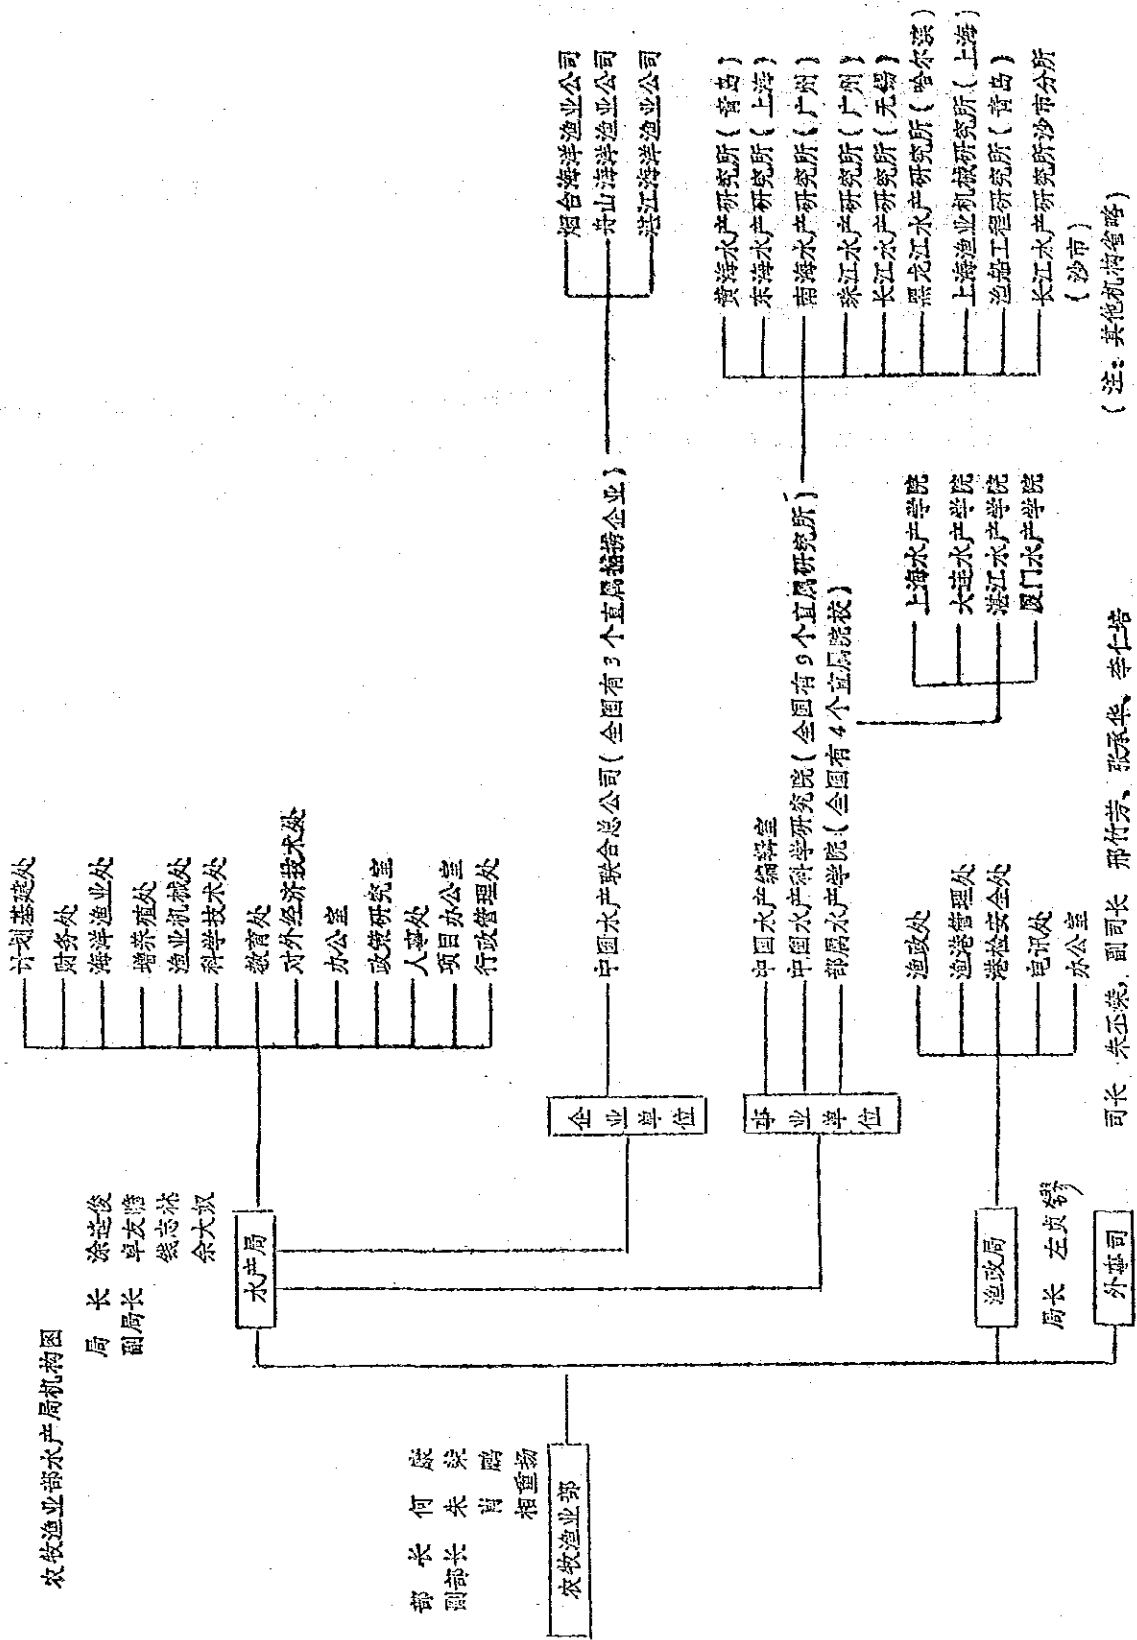 农牧渔业部水产局机构图
部 长 何 康
副部长 朱 荣
肖 鹏
相重扬
农牧渔业部
局 长 涂逢俊
副局长 卓友瞻
钱志林
余大奴
水产局
计划基建处
财务处
海洋渔业处
增养殖处
渔业机械处
科学技术处
教育处
对外经济技术处
办公室
政策研究室
人事处
项目办公室
行政管理处
企业单位
中国水产联合总公司(全国有3个直属捕捞企业)
烟台海洋渔业公司
舟山海洋渔业公司
湛江海洋渔业公司
事业单位
中国水产编辑室
中国水产科学研究院(全国有9个直属研究所)
黄海水产研究所(青岛)
东海水产研究所(上海)
南海水产研究所(广州)
珠江水产研究所(广州)
长江水产研究所(无锡)
黑龙江水产研究所(哈尔滨)
上海渔业机械研究所(上海)
渔船工程研究所(青岛)
长江水产研究所沙市分所
(沙市)
部属水产学院(全国有4个直属院校)
上海水产学院
大连水产学院
湛江水产学院
厦门水产学院
渔政局
渔政处
渔港管理处
港检安全处
电讯处
办公室
局长 左贞
外事司
司长 朱丕荣,副司长 邢竹芳、张承华、李仁培
(注:其他机构省略)